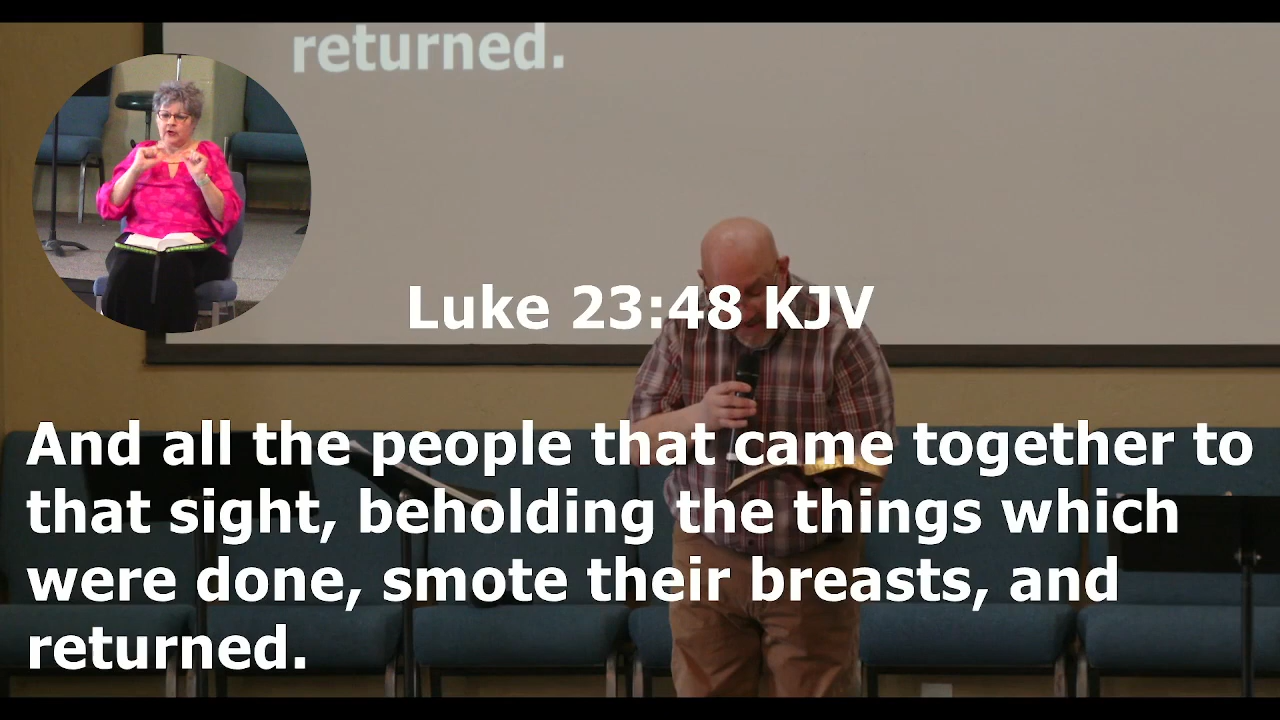 returned.
Luke 23:48 KJV
And all the people that came together to
that sight, beholding the things which
were done, smote their breasts, and
returned.